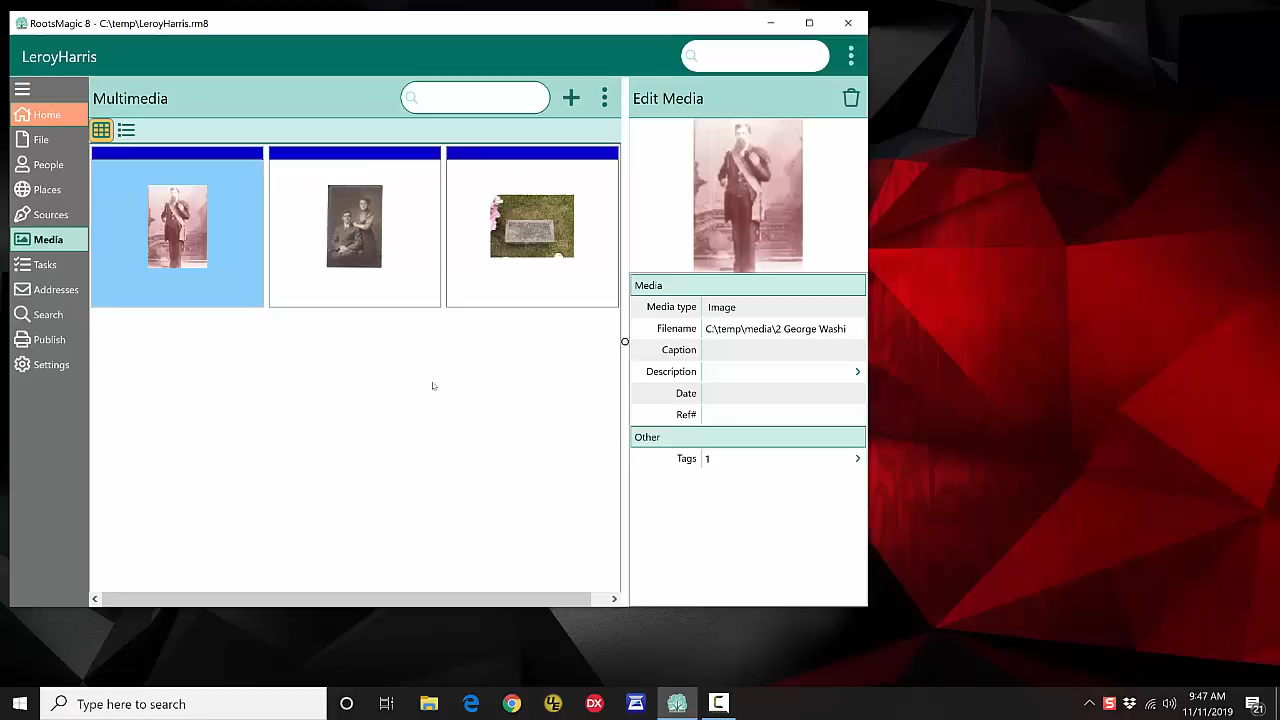 RootsMagic 8 - C:\temp\LeroyHarris.rm8
LeroyHarris
Home
File
People
Places
Sources
Media
Tasks
Addresses
Search
Publish
Settings
Multimedia
Edit Media
Media
Media type Image
Filename C:\temp\media\2 George Washi
Caption
Description
Date
Ref#
Other
Tags 1
Type here to search
9:47 AM
11/11/2019
21